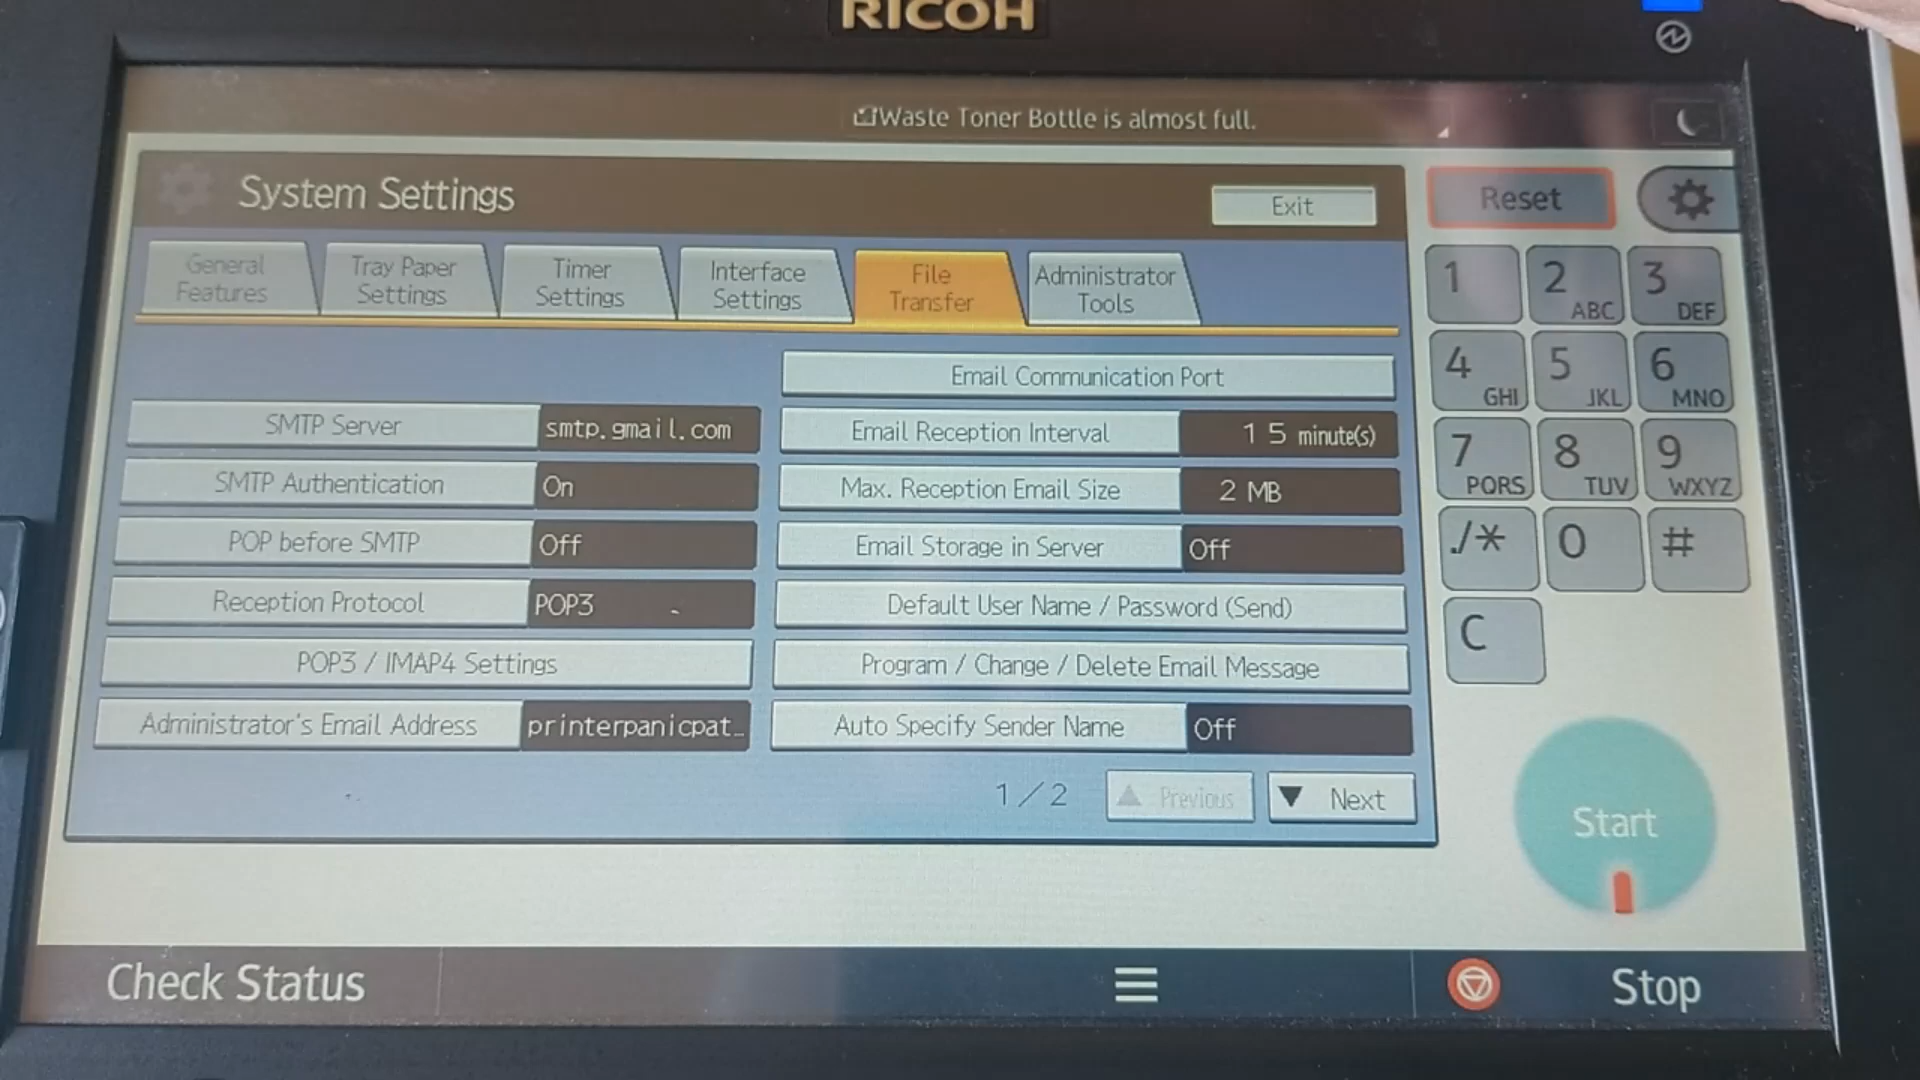 RICOH
Waste Toner Bottle is almost full.
System Settings
Exit
General Features
Tray Paper Settings
Timer Settings
Interface Settings
File Transfer
Administrator Tools
SMTP Server smtp.gmail.com
SMTP Authentication On
POP before SMTP Off
Reception Protocol POP3
POP3 / IMAP4 Settings
Administrator's Email Address printerpanicpat…
Email Communication Port
Email Reception Interval 15 minute(s)
Max. Reception Email Size 2 MB
Email Storage in Server Off
Default User Name / Password (Send)
Program / Change / Delete Email Message
Auto Specify Sender Name Off
1/2
▲ Previous
▼ Next
Reset
1
2 ABC
3 DEF
4 GHI
5 JKL
6 MNO
7 PQRS
8 TUV
9 WXYZ
./*
0
#
C
Start
Check Status
Stop